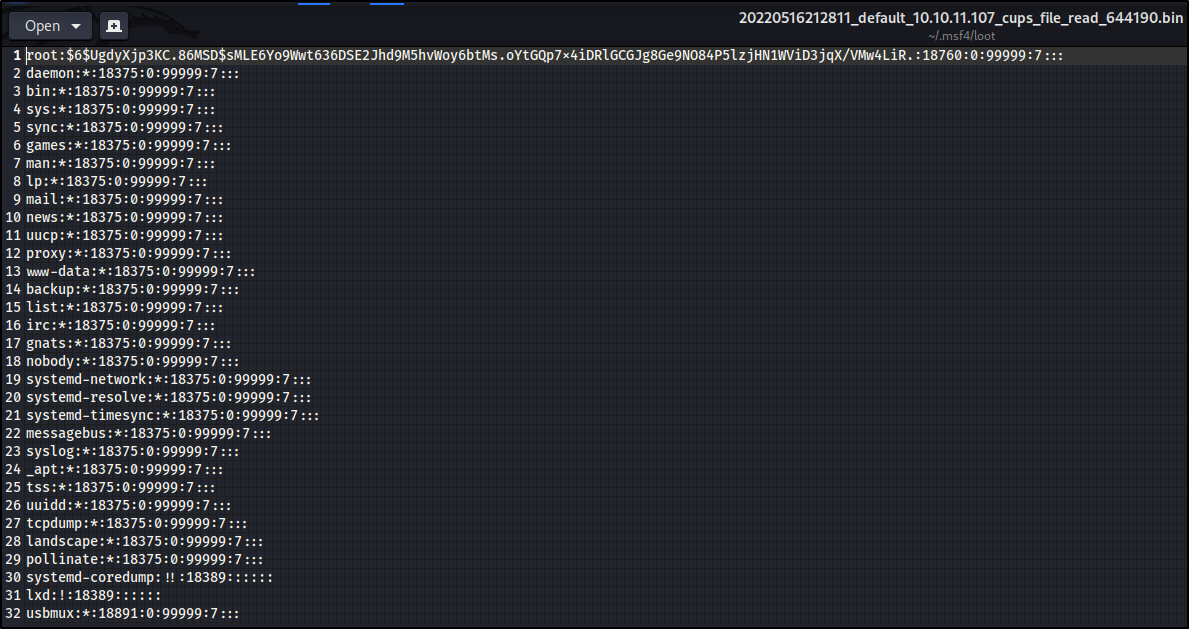 Open
20220516212811_default_10.10.11.107_cups_file_read_644190.bin
~/.msf4/loot
1 root:$6$UgdyXjp3KC.86MSD$sMLE6Yo9Wwt636DSE2Jhd9M5hvWoy6btMs.oYtGQp7x4iDRlGCGJg8Ge9NO84P5lzjHN1WViD3jqX/VMw4LiR.:18760:0:99999:7:::
2 daemon:*:18375:0:99999:7:::
3 bin:*:18375:0:99999:7:::
4 sys:*:18375:0:99999:7:::
5 sync:*:18375:0:99999:7:::
6 games:*:18375:0:99999:7:::
7 man:*:18375:0:99999:7:::
8 lp:*:18375:0:99999:7:::
9 mail:*:18375:0:99999:7:::
10 news:*:18375:0:99999:7:::
11 uucp:*:18375:0:99999:7:::
12 proxy:*:18375:0:99999:7:::
13 www-data:*:18375:0:99999:7:::
14 backup:*:18375:0:99999:7:::
15 list:*:18375:0:99999:7:::
16 irc:*:18375:0:99999:7:::
17 gnats:*:18375:0:99999:7:::
18 nobody:*:18375:0:99999:7:::
19 systemd-network:*:18375:0:99999:7:::
20 systemd-resolve:*:18375:0:99999:7:::
21 systemd-timesync:*:18375:0:99999:7:::
22 messagebus:*:18375:0:99999:7:::
23 syslog:*:18375:0:99999:7:::
24 _apt:*:18375:0:99999:7:::
25 tss:*:18375:0:99999:7:::
26 uuidd:*:18375:0:99999:7:::
27 tcpdump:*:18375:0:99999:7:::
28 landscape:*:18375:0:99999:7:::
29 pollinate:*:18375:0:99999:7:::
30 systemd-coredump:!!:18389::::::
31 lxd:!:18389::::::
32 usbmux:*:18891:0:99999:7:::